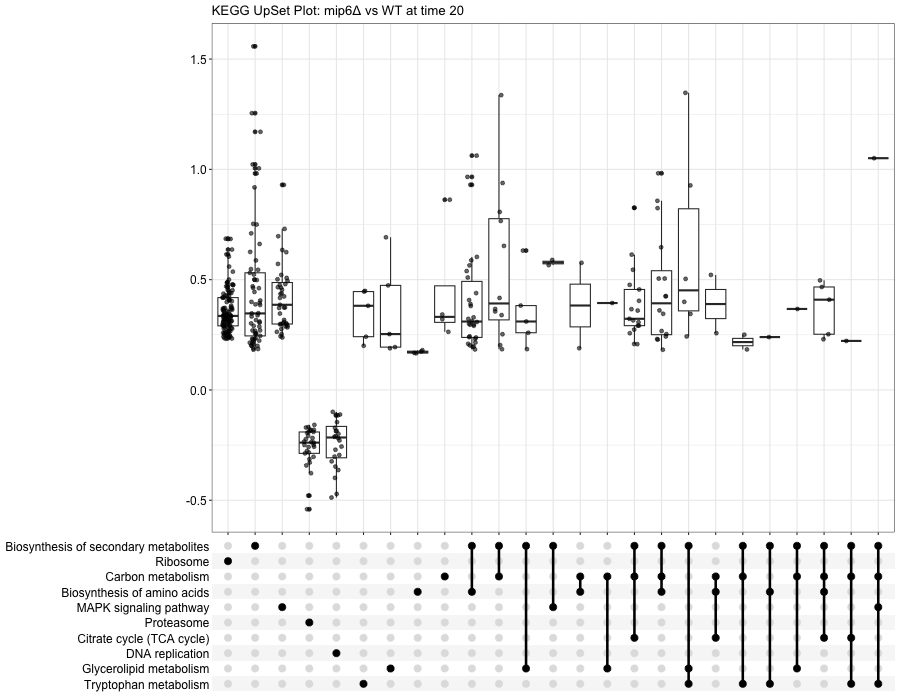 KEGG UpSet Plot: mip6Δ vs WT at time 20
1.5
1.0
0.5
0.0
-0.5
Biosynthesis of secondary metabolites
Ribosome
Carbon metabolism
Biosynthesis of amino acids
MAPK signaling pathway
Proteasome
Citrate cycle (TCA cycle)
DNA replication
Glycerolipid metabolism
Tryptophan metabolism